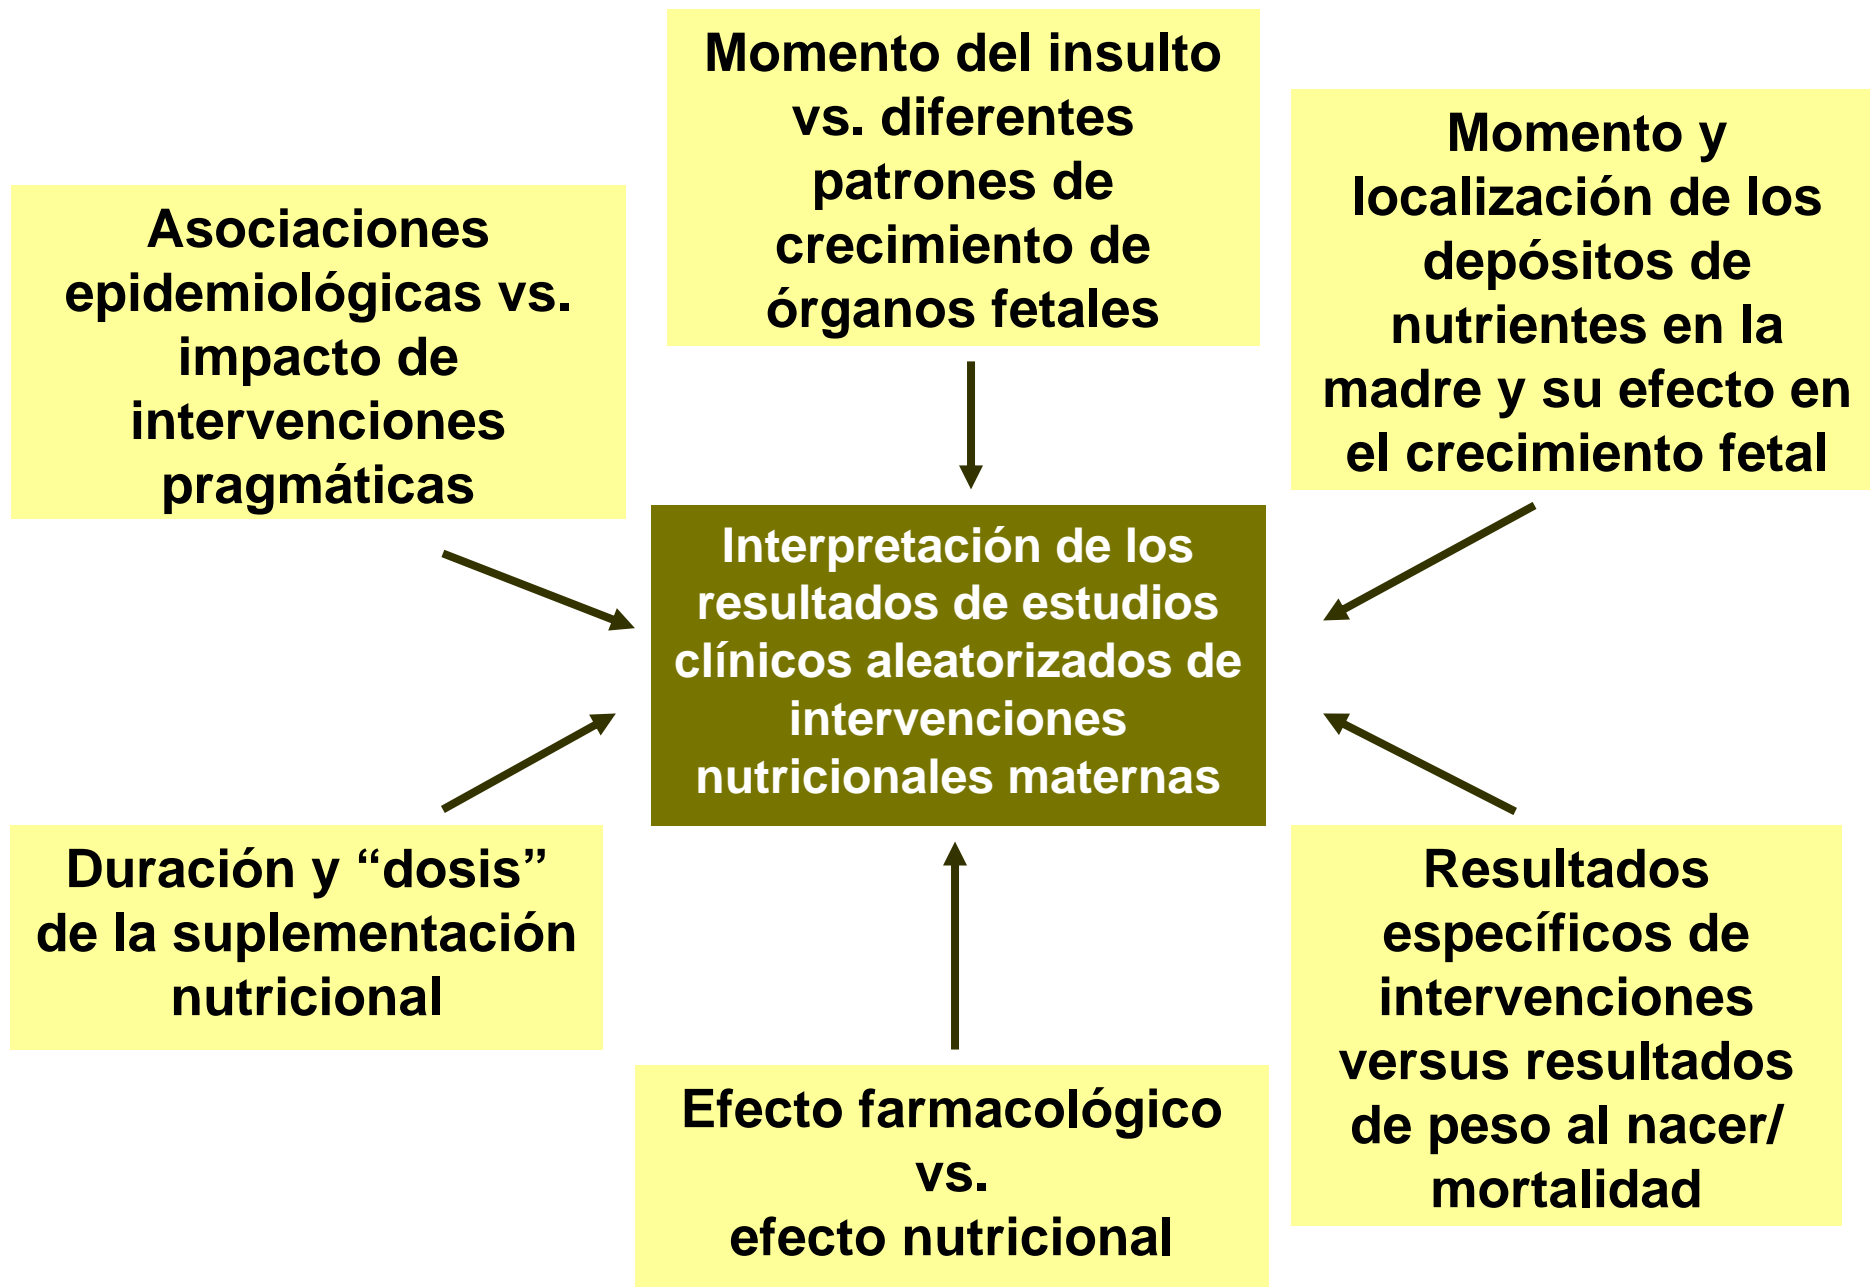 Momento del insulto
vs. diferentes
patrones de
crecimiento de
órganos fetales
Momento y
localización de los
depósitos de
nutrientes en la
madre y su efecto en
el crecimiento fetal
Asociaciones
epidemiológicas vs.
impacto de
intervenciones
pragmáticas
Interpretación de los
resultados de estudios
clínicos aleatorizados de
intervenciones
nutricionales maternas
Duración y “dosis”
de la suplementación
nutricional
Efecto farmacológico
vs.
efecto nutricional
Resultados
específicos de
intervenciones
versus resultados
de peso al nacer/
mortalidad